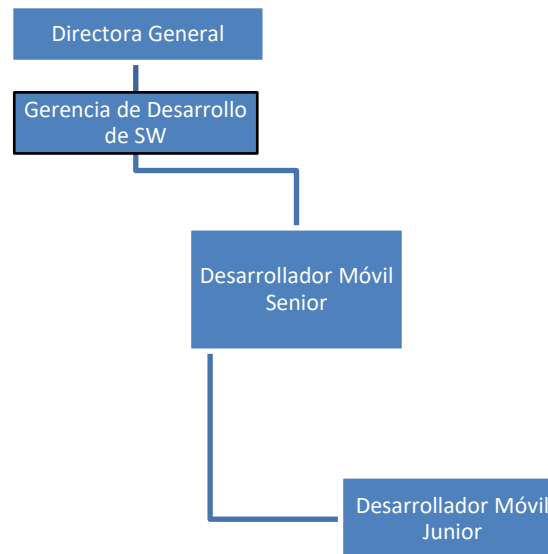 Directora General
Gerencia de Desarrollo
de SW
Desarrollador Móvil
Senior
Desarrollador Móvil
Junior